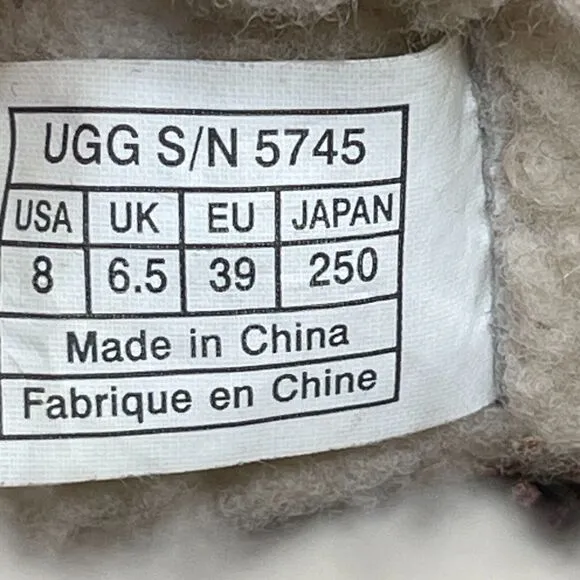 UGG S/N 5745
USA UK EU JAPAN
8 6.5 39 250
Made in China
Fabrique en Chine